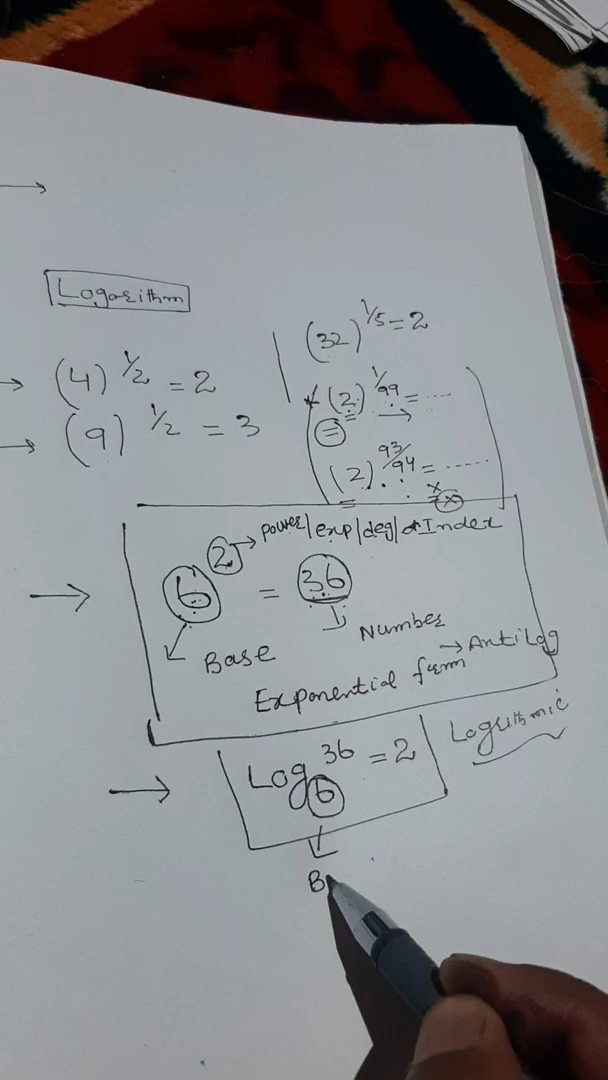 Logarithm
(4)^1/2 = 2
(9)^1/2 = 3
(32)^1/5 = 2
(2)^1/99 = ....
(2)^93/94 = ......
6^2 = 36
→ power/exp/deg/Index
Base
Number
Exponential form → AntiLog
Log_6^36 = 2
Logrithmic
B